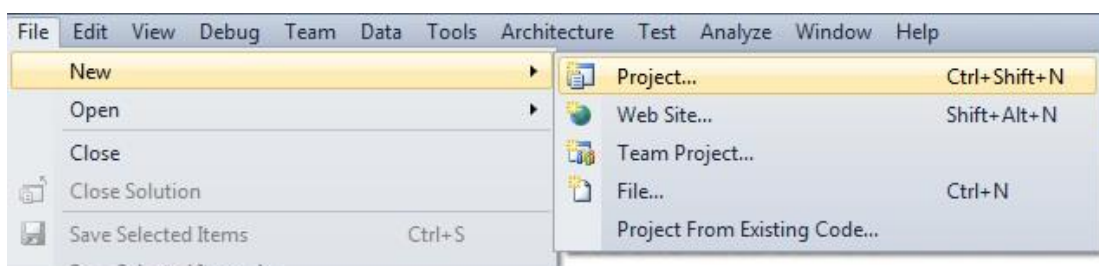 File Edit View Debug Team Data Tools Architecture Test Analyze Window Help
New
Open
Close
Close Solution
Save Selected Items Ctrl+S
Project... Ctrl+Shift+N
Web Site... Shift+Alt+N
Team Project...
File... Ctrl+N
Project From Existing Code...